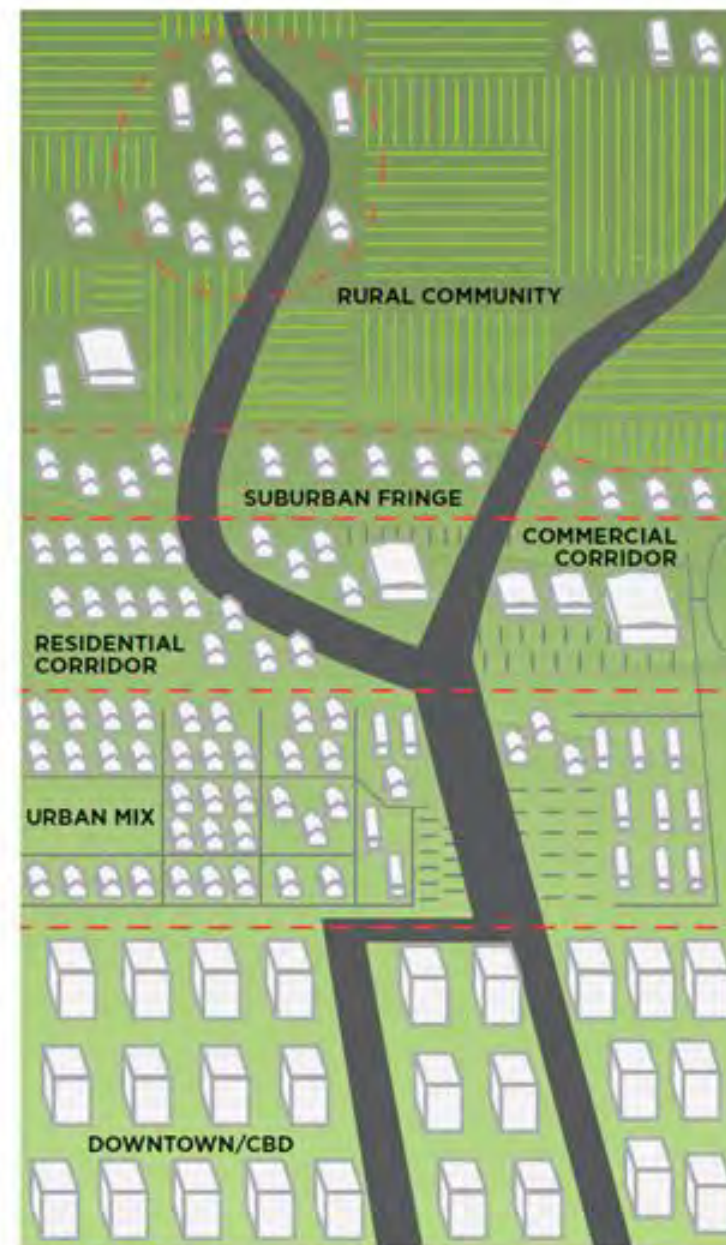 RURAL COMMUNITY
SUBURBAN FRINGE
COMMERCIAL
CORRIDOR
RESIDENTIAL
CORRIDOR
URBAN MIX
DOWNTOWN/CBD